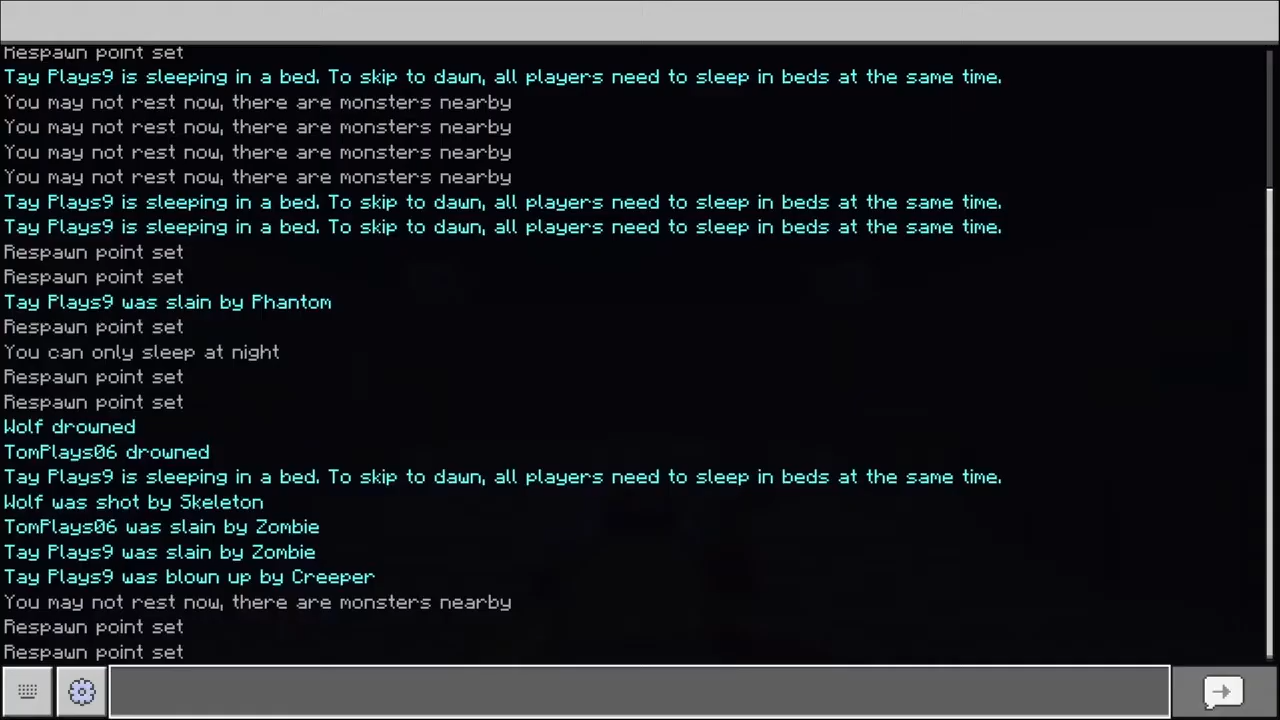 Respawn point set
Tay Plays9 is sleeping in a bed. To skip to dawn, all players need to sleep in beds at the same time.
You may not rest now, there are monsters nearby
You may not rest now, there are monsters nearby
You may not rest now, there are monsters nearby
You may not rest now, there are monsters nearby
Tay Plays9 is sleeping in a bed. To skip to dawn, all players need to sleep in beds at the same time.
Tay Plays9 is sleeping in a bed. To skip to dawn, all players need to sleep in beds at the same time.
Respawn point set
Respawn point set
Tay Plays9 was slain by Phantom
Respawn point set
You can only sleep at night
Respawn point set
Respawn point set
Wolf drowned
TomPlays06 drowned
Tay Plays9 is sleeping in a bed. To skip to dawn, all players need to sleep in beds at the same time.
Wolf was shot by Skeleton
TomPlays06 was slain by Zombie
Tay Plays9 was slain by Zombie
Tay Plays9 was blown up by Creeper
You may not rest now, there are monsters nearby
Respawn point set
Respawn point set